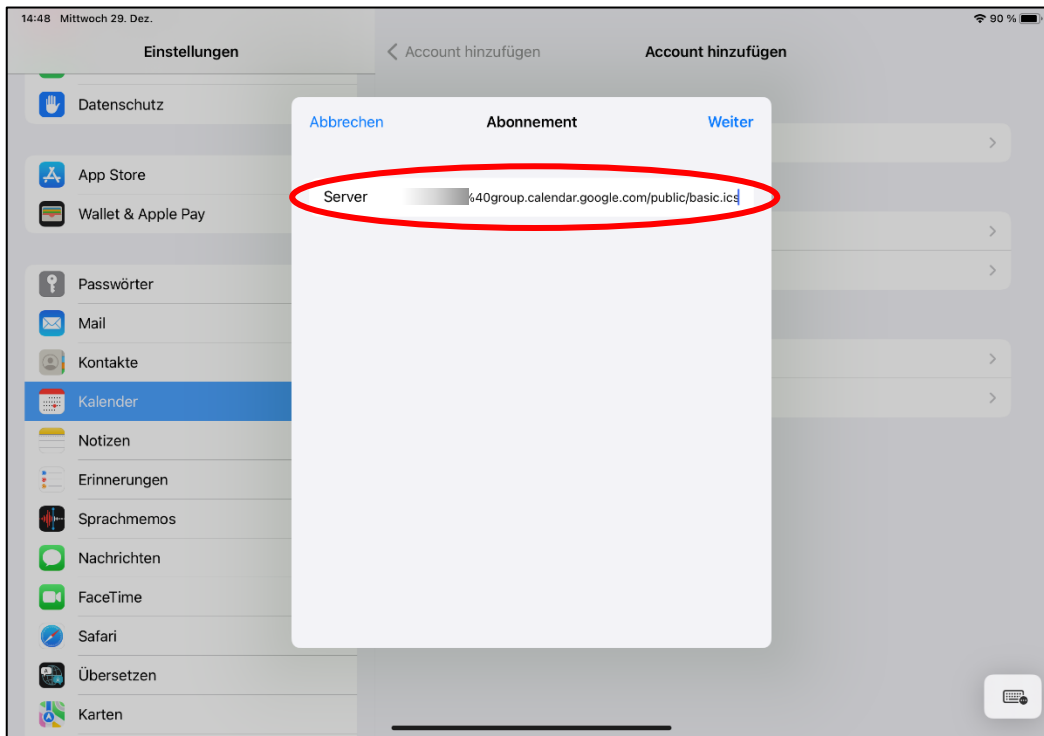 14:48 Mittwoch 29. Dez.
90 %
Einstellungen
Account hinzufügen
Account hinzufügen
Datenschutz
Abbrechen
Abonnement
Weiter
App Store
Server
%40group.calendar.google.com/public/basic.ics
Wallet & Apple Pay
Passwörter
Mail
Kontakte
Kalender
Notizen
Erinnerungen
Sprachmemos
Nachrichten
FaceTime
Safari
Übersetzen
Karten